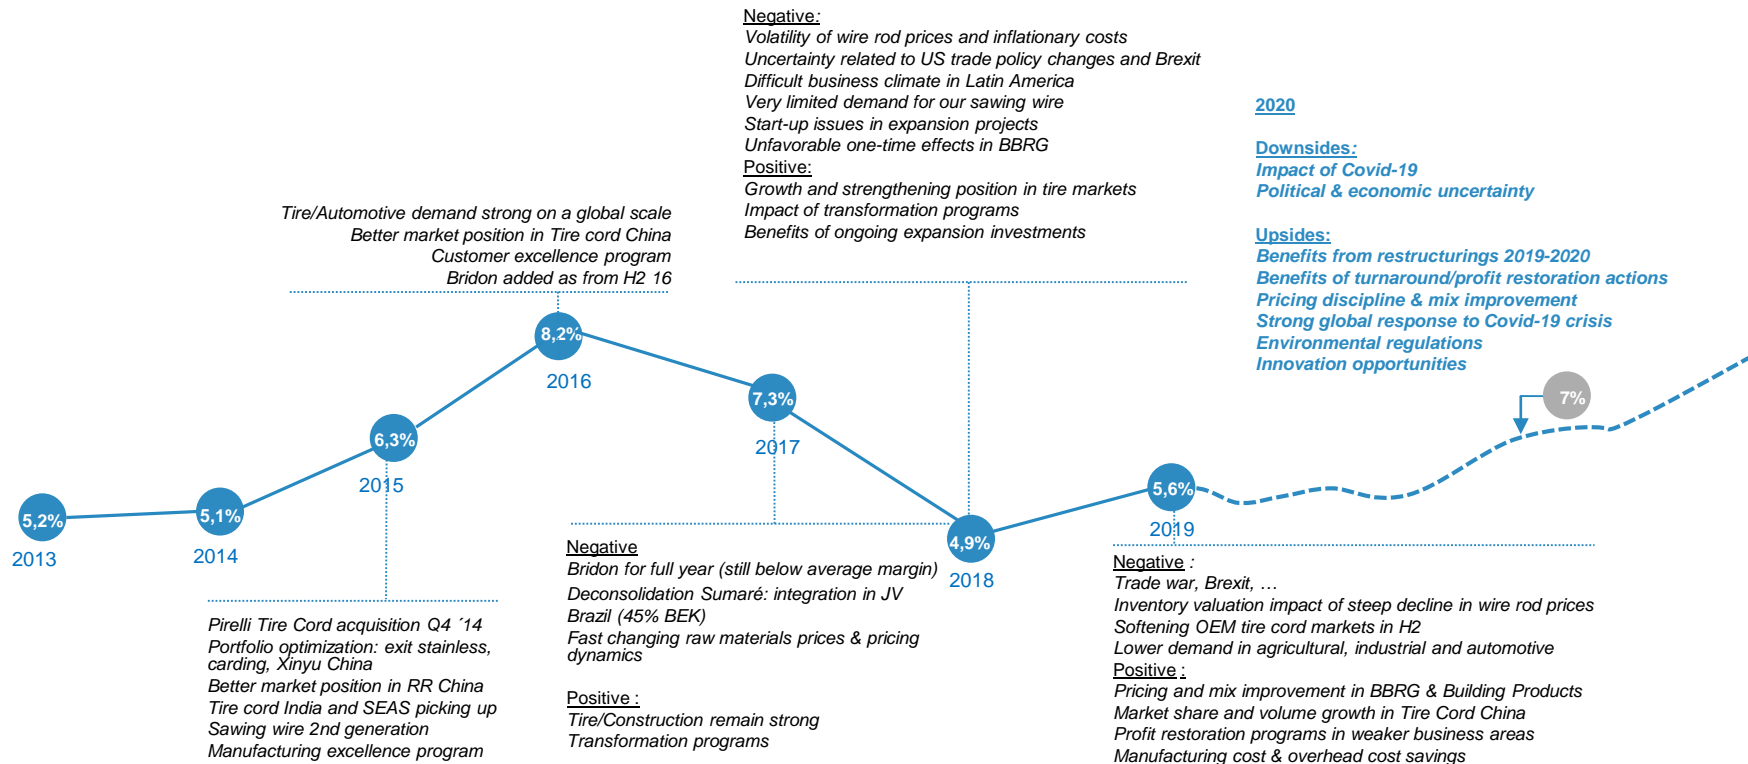 Negative:
Volatility of wire rod prices and inflationary costs
Uncertainty related to US trade policy changes and Brexit
Difficult business climate in Latin America
Very limited demand for our sawing wire
Start-up issues in expansion projects
Unfavorable one-time effects in BBRG
Positive:
Growth and strengthening position in tire markets
Impact of transformation programs
Benefits of ongoing expansion investments
2020
Downsides:
Impact of Covid-19
Political & economic uncertainty
Upsides:
Benefits from restructurings 2019-2020
Benefits of turnaround/profit restoration actions
Pricing discipline & mix improvement
Strong global response to Covid-19 crisis
Environmental regulations
Innovation opportunities
Tire/Automotive demand strong on a global scale
Better market position in Tire cord China
Customer excellence program
Bridon added as from H2 16
5,2%
2013
5,1%
2014
6,3%
2015
8,2%
2016
7,3%
2017
4,9%
2018
5,6%
2019
7%
Pirelli Tire Cord acquisition Q4 ´14
Portfolio optimization: exit stainless,
carding, Xinyu China
Better market position in RR China
Tire cord India and SEAS picking up
Sawing wire 2nd generation
Manufacturing excellence program
Negative
Bridon for full year (still below average margin)
Deconsolidation Sumaré: integration in JV
Brazil (45% BEK)
Fast changing raw materials prices & pricing
dynamics
Positive :
Tire/Construction remain strong
Transformation programs
Negative :
Trade war, Brexit, …
Inventory valuation impact of steep decline in wire rod prices
Softening OEM tire cord markets in H2
Lower demand in agricultural, industrial and automotive
Positive :
Pricing and mix improvement in BBRG & Building Products
Market share and volume growth in Tire Cord China
Profit restoration programs in weaker business areas
Manufacturing cost & overhead cost savings